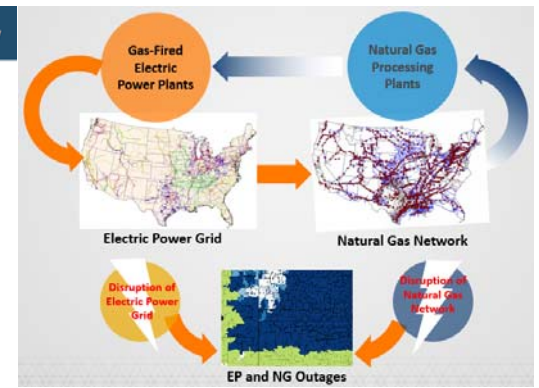 Gas-Fired
Electric
Power Plants
Natural Gas
Processing
Plants
Electric Power Grid
Natural Gas Network
Disruption of
Electric Power
Grid
Disruption of
Natural Gas
Network
EP and NG Outages